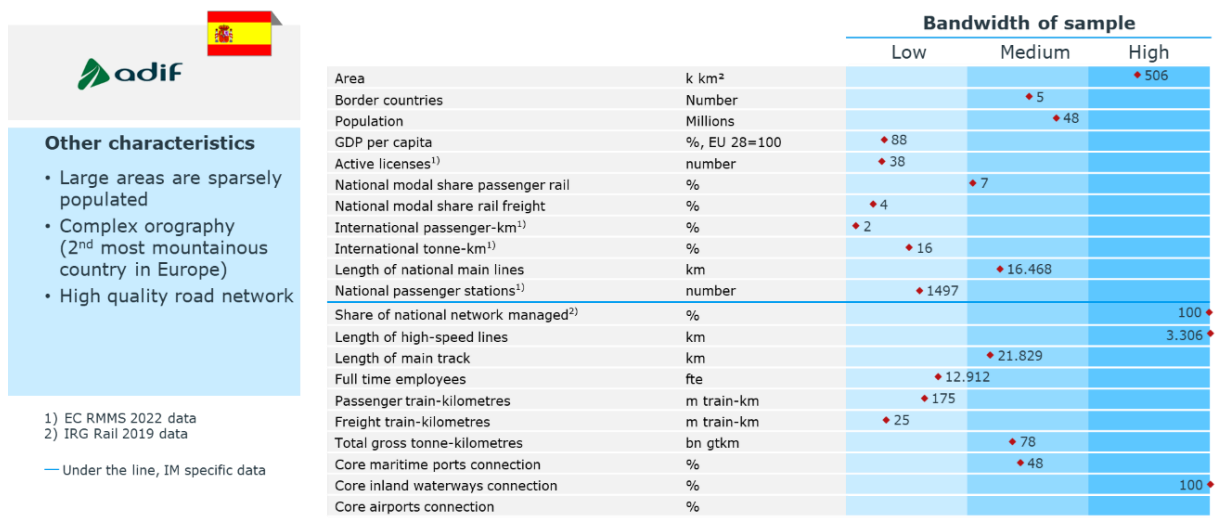 adif
Other characteristics
• Large areas are sparsely
populated
• Complex orography
(2nd most mountainous
country in Europe)
• High quality road network
1) EC RMMS 2022 data
2) IRG Rail 2019 data
— Under the line, IM specific data
Bandwidth of sample
Low Medium High
Area k km² 506
Border countries Number 5
Population Millions 48
GDP per capita %, EU 28=100 88
Active licenses1) number 38
National modal share passenger rail % 7
National modal share rail freight % 4
International passenger-km1) % 2
International tonne-km1) % 16
Length of national main lines km 16.468
National passenger stations1) number 1497
Share of national network managed2) % 100
Length of high-speed lines km 3.306
Length of main track km 21.829
Full time employees fte 12.912
Passenger train-kilometres m train-km 175
Freight train-kilometres m train-km 25
Total gross tonne-kilometres bn gtkm 78
Core maritime ports connection % 48
Core inland waterways connection % 100
Core airports connection %